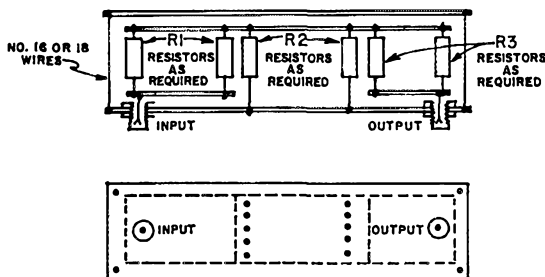 NO. 16 OR 18
WIRES
R1
RESISTORS
AS
REQUIRED
R2
RESISTORS
AS
REQUIRED
R3
RESISTORS
AS
REQUIRED
INPUT
OUTPUT
INPUT
OUTPUT